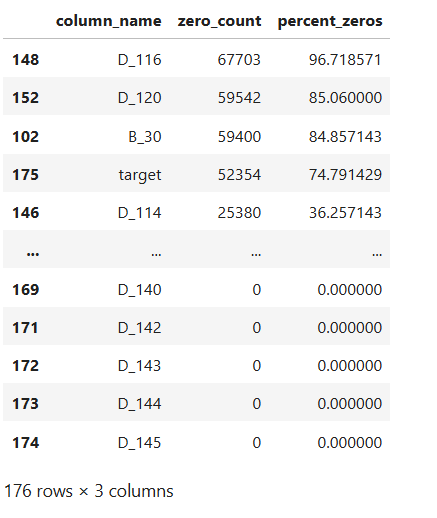 column_name zero_count percent_zeros
148 D_116 67703 96.718571
152 D_120 59542 85.060000
102 B_30 59400 84.857143
175 target 52354 74.791429
146 D_114 25380 36.257143
... ... ... ...
169 D_140 0 0.000000
171 D_142 0 0.000000
172 D_143 0 0.000000
173 D_144 0 0.000000
174 D_145 0 0.000000
176 rows × 3 columns